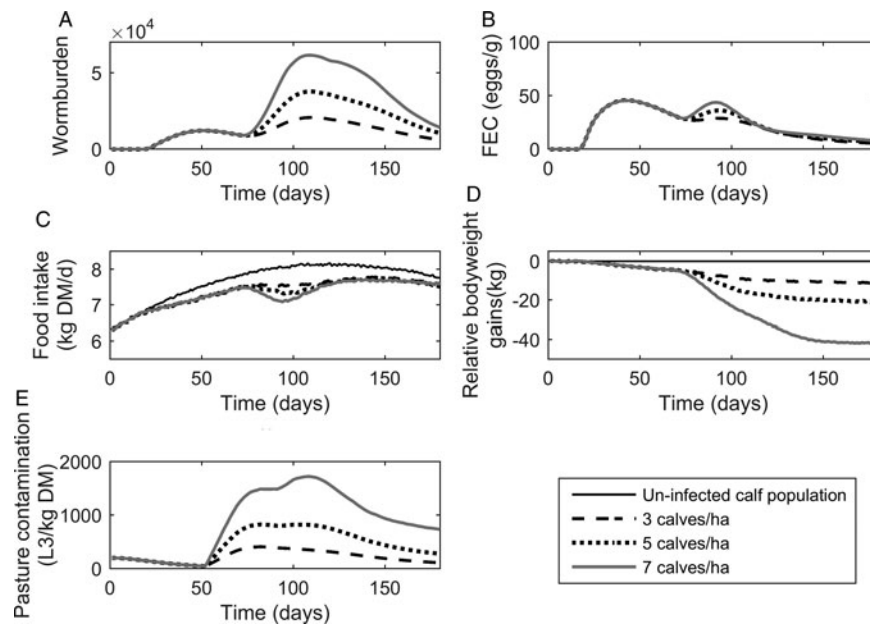 A
×10⁴
Wormburden
5
0
0
50
100
150
Time (days)
B
FEC (eggs/g)
100
50
0
0
50
100
150
Time (days)
C
Food intake
(kg DM/d)
8
7
6
0
50
100
150
Time (days)
D
Relative bodyweight
gains(kg)
0
-20
-40
0
50
100
150
Time (days)
E
Pasture contamination
(L3/kg DM)
2000
1000
0
0
50
100
150
Time (days)
Un-infected calf population
3 calves/ha
5 calves/ha
7 calves/ha